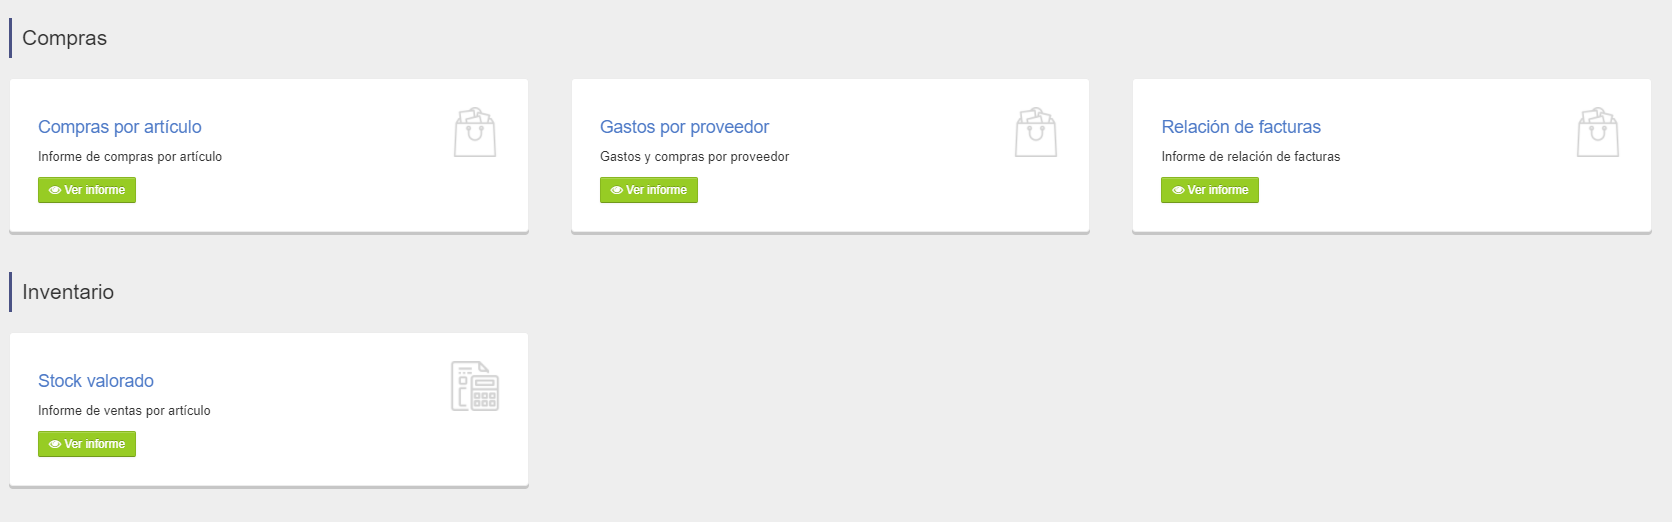 Compras
Compras por artículo
Informe de compras por artículo
Ver informe
Gastos por proveedor
Gastos y compras por proveedor
Ver informe
Relación de facturas
Informe de relación de facturas
Ver informe
Inventario
Stock valorado
Informe de ventas por artículo
Ver informe